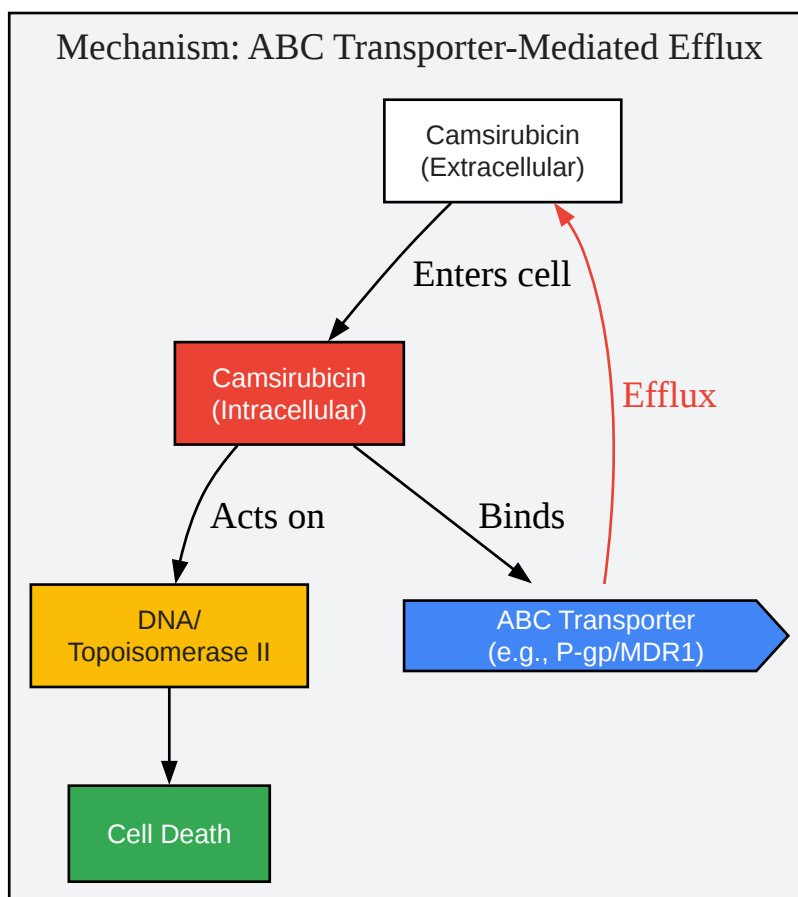 Mechanism: ABC Transporter-Mediated Efflux
Camsirubicin
(Extracellular)
Enters cell
Camsirubicin
(Intracellular)
Efflux
Acts on
Binds
DNA/
Topoisomerase II
ABC Transporter
(e.g., P-gp/MDR1)
Cell Death